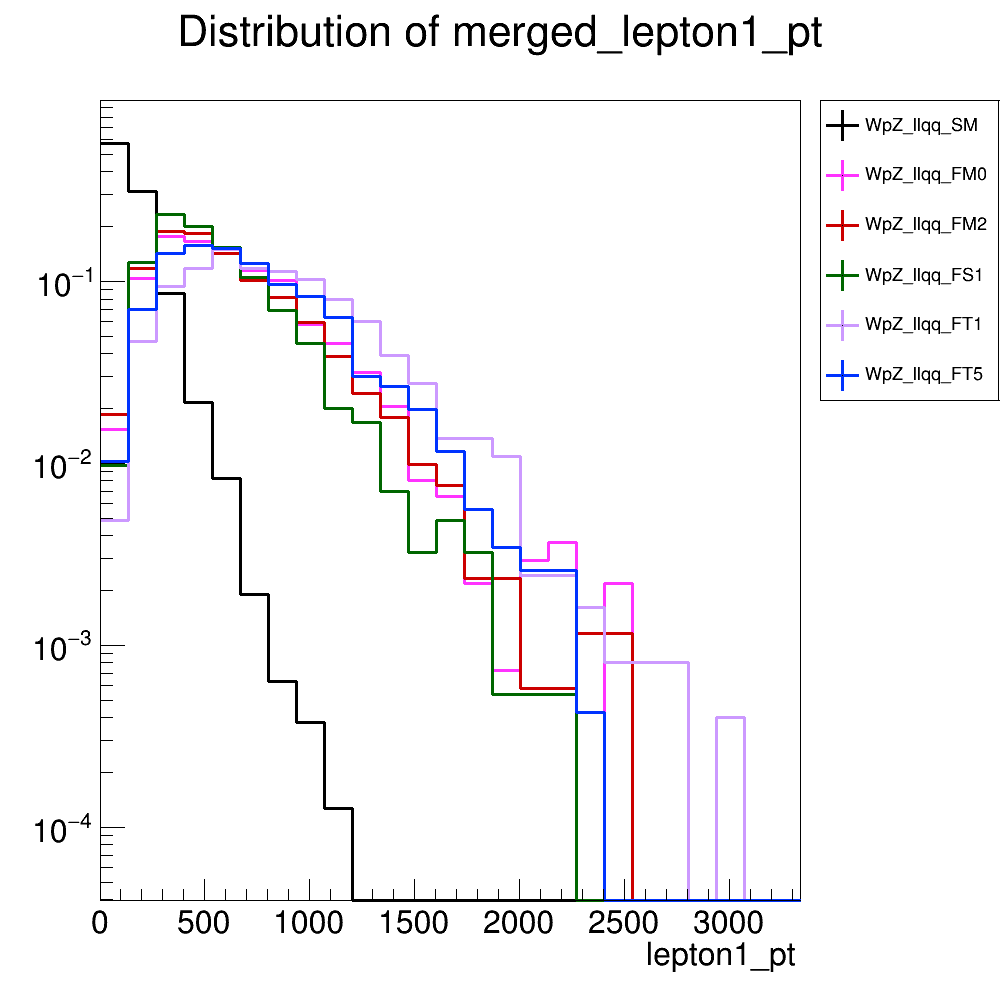 Distribution of merged_lepton1_pt
WpZ_llqq_SM
WpZ_llqq_FM0
WpZ_llqq_FM2
WpZ_llqq_FS1
WpZ_llqq_FT1
WpZ_llqq_FT5
10⁻¹
10⁻²
10⁻³
10⁻⁴
0 500 1000 1500 2000 2500 3000
lepton1_pt